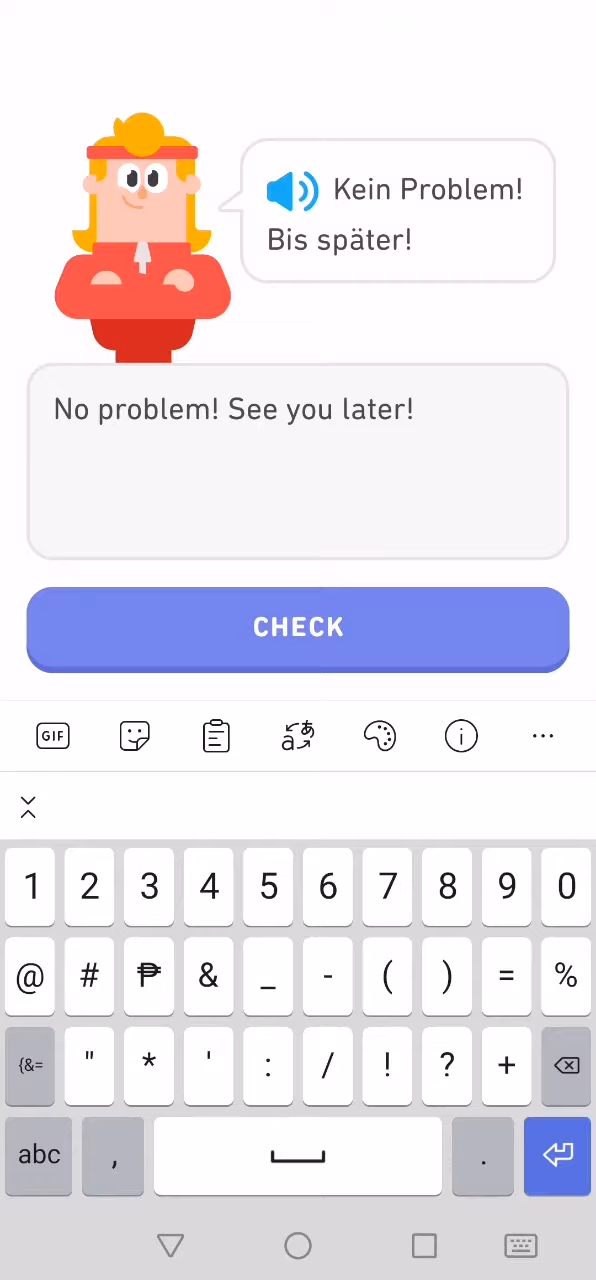 Kein Problem!
Bis später!
No problem! See you later!
CHECK
GIF
a あ
i
1 2 3 4 5 6 7 8 9 0
@ # ₱ & _ - ( ) = %
{&= " * ' : / ! ? +
abc , .